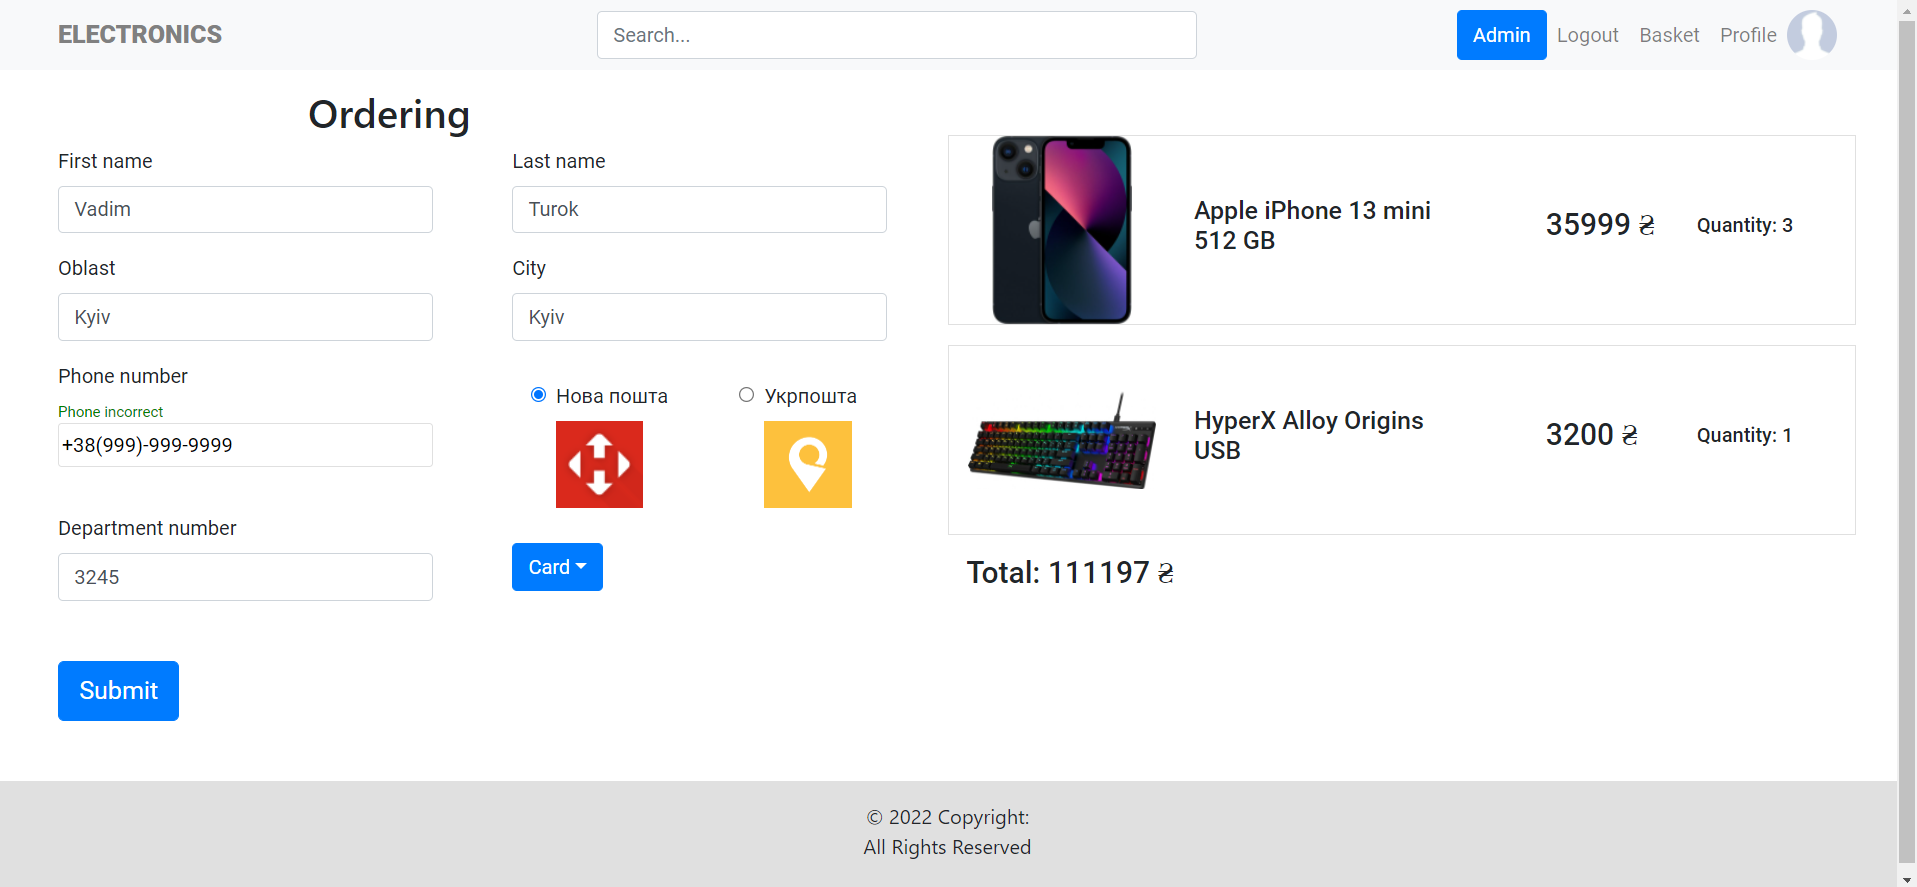 ELECTRONICS
Search...
Admin
Logout
Basket
Profile
Ordering
First name
Last name
Vadim
Turok
Oblast
City
Kyiv
Kyiv
Phone number
Phone incorrect
+38(999)-999-9999
Нова пошта
Укрпошта
Department number
3245
Card
Submit
Apple iPhone 13 mini
512 GB
35999 ₴
Quantity: 3
HyperX Alloy Origins
USB
3200 ₴
Quantity: 1
Total: 111197 ₴
© 2022 Copyright:
All Rights Reserved